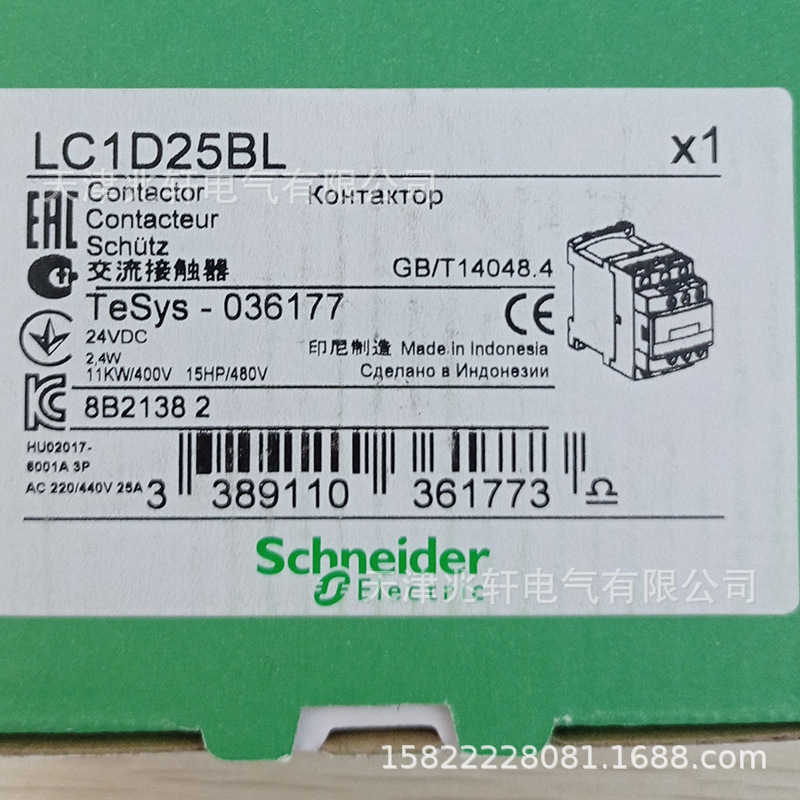 LC1D25BL x1
天津兆轩电气有限公司
Contactor Контактор
Contacteur
Schütz
交流接触器 GB/T14048.4
TeSys - 036177
24VDC
2,4W
11KW/400V 15HP/480V
印尼制造 Made in Indonesia
Сделано в Индонезии
8B2138 2
HU02017-
6001A 3P
AC 220/440V 25A
3 389110 361773
Schneider
Electric
天津兆轩电气有限公司
15822228081.1688.com